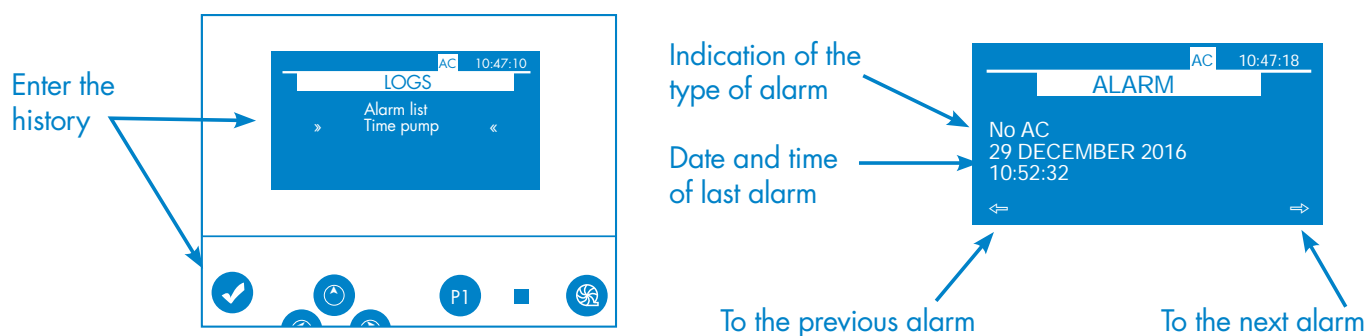 Enter the
history
AC 10:47:10
LOGS
Alarm list
» Time pump «
P1
Indication of the
type of alarm
Date and time
of last alarm
AC 10:47:18
ALARM
No AC
29 DECEMBER 2016
10:52:32
To the previous alarm
To the next alarm